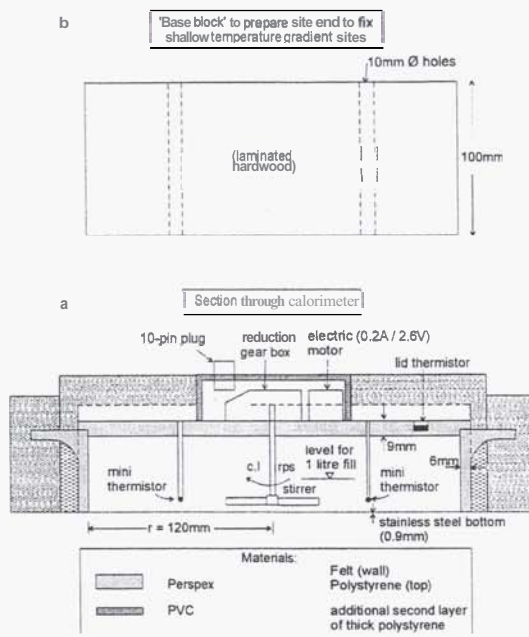 b
'Base block' to prepare site end to fix
shallow temperature gradient sites
10mm Ø holes
(laminated
hardwood)
100mm
a
Section through calorimeter
10-pin plug
reduction
gear box
electric (0.2A / 2.6V)
motor
lid thermistor
9mm
6mm
c.l rps
stirrer
level for
1 litre fill
mini
thermistor
mini
thermistor
r = 120mm
stainless steel bottom
(0.9mm)
Materials:
Perspex
Felt (wall)
Polystyrene (top)
PVC
additional second layer
of thick polystyrene